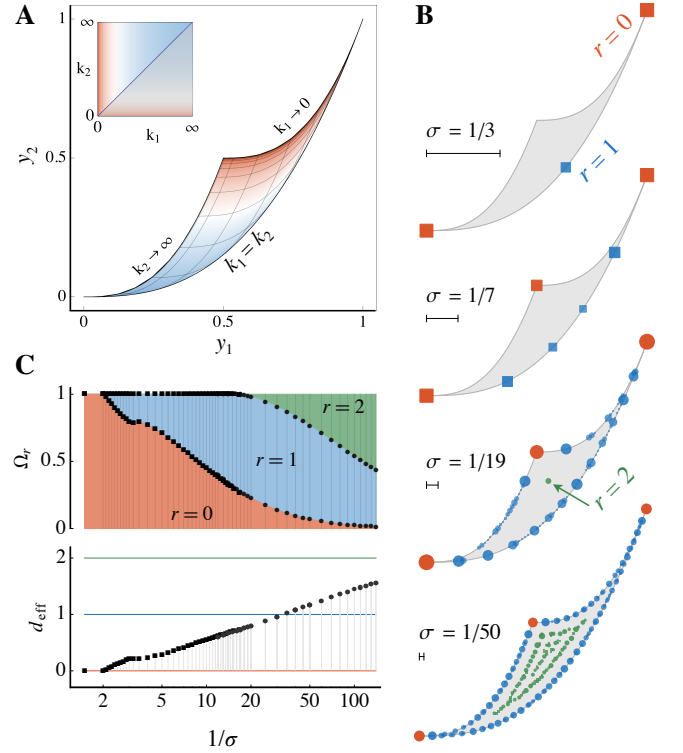 A
∞
k₂
0
0
k₁
∞
1
y₂
0.5
0
k₁→0
k₂→∞
k₁ = k₂
0
0.5
1
y₁
B
r = 0
σ = 1/3
r = 1
σ = 1/7
σ = 1/19
r = 2
σ = 1/50
C
1
Ωᵣ
0.5
0
r = 2
r = 1
r = 0
2
d_eff
1
0
2
5
10
20
50
100
1/σ